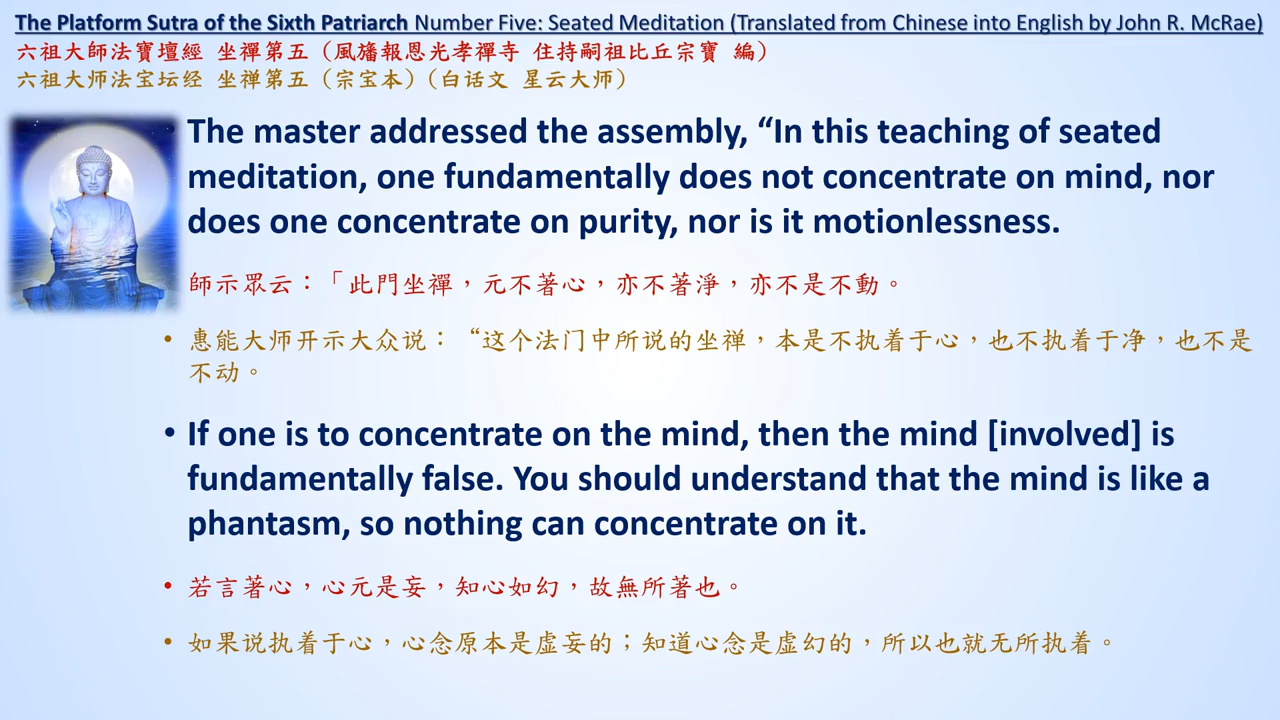 The Platform Sutra of the Sixth Patriarch Number Five: Seated Meditation (Translated from Chinese into English by John R. McRae)
六祖大師法寶壇經 坐禪第五（風旛報恩光孝禪寺 住持嗣祖比丘宗寶 編）
六祖大师法宝坛经 坐禅第五（宗宝本）（白话文 星云大师）
The master addressed the assembly, “In this teaching of seated
meditation, one fundamentally does not concentrate on mind, nor
does one concentrate on purity, nor is it motionlessness.
師示眾云：「此門坐禪，元不著心，亦不著淨，亦不是不動。
• 惠能大师开示大众说：“这个法门中所说的坐禅，本是不执着于心，也不执着于净，也不是
不动。
• If one is to concentrate on the mind, then the mind [involved] is
fundamentally false. You should understand that the mind is like a
phantasm, so nothing can concentrate on it.
• 若言著心，心元是妄，知心如幻，故無所著也。
• 如果说执着于心，心念原本是虚妄的；知道心念是虚幻的，所以也就无所执着。